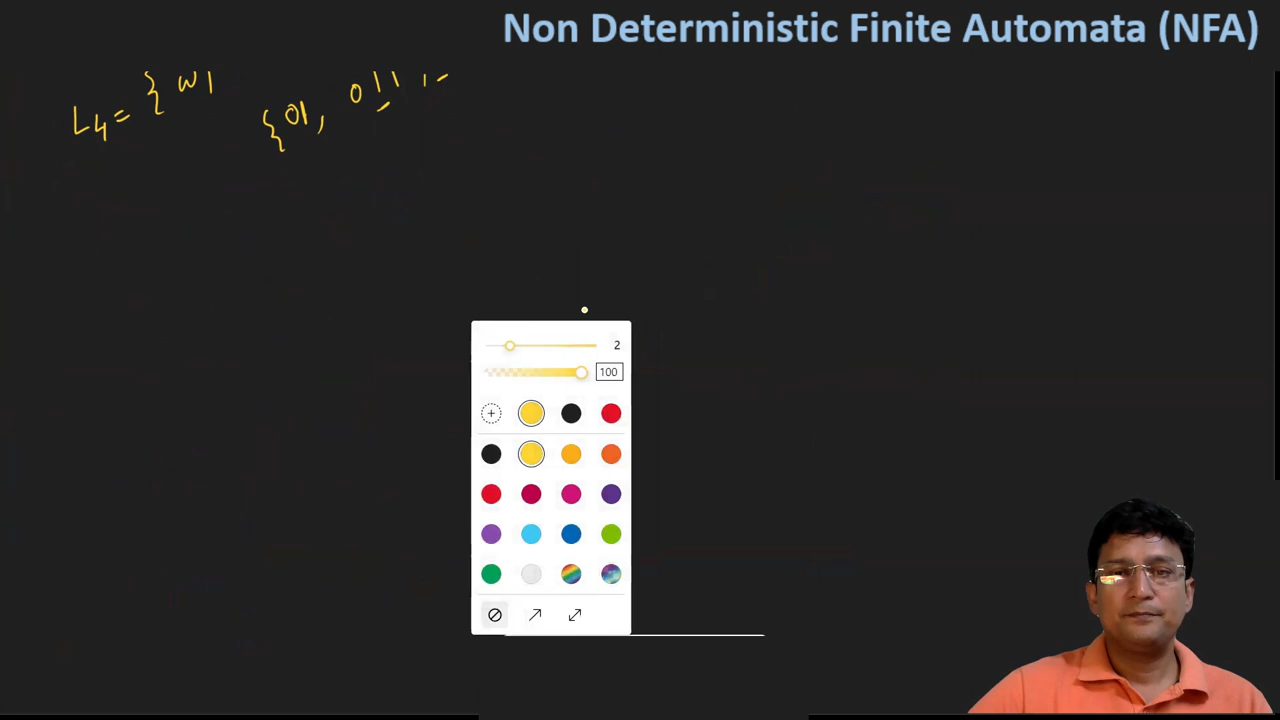 Non Deterministic Finite Automata (NFA)
L4 = { w |
{01, 011, -
2
100